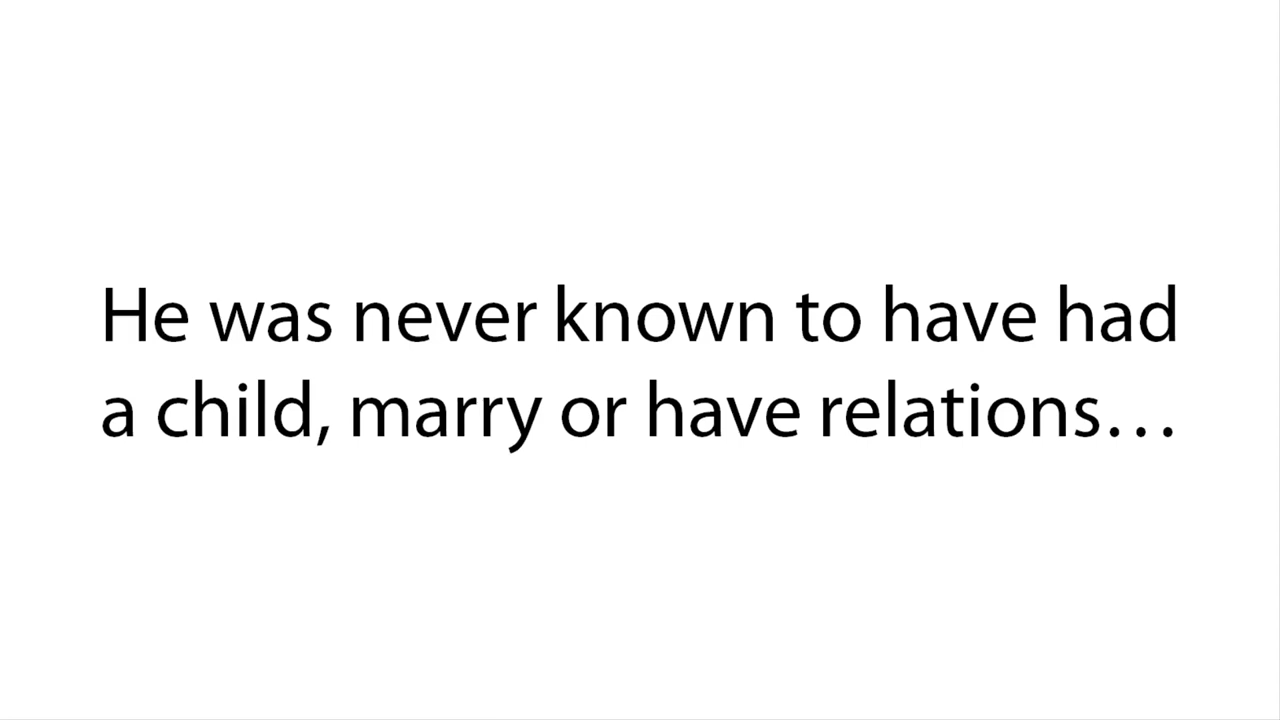 He was never known to have had
a child, marry or have relations…